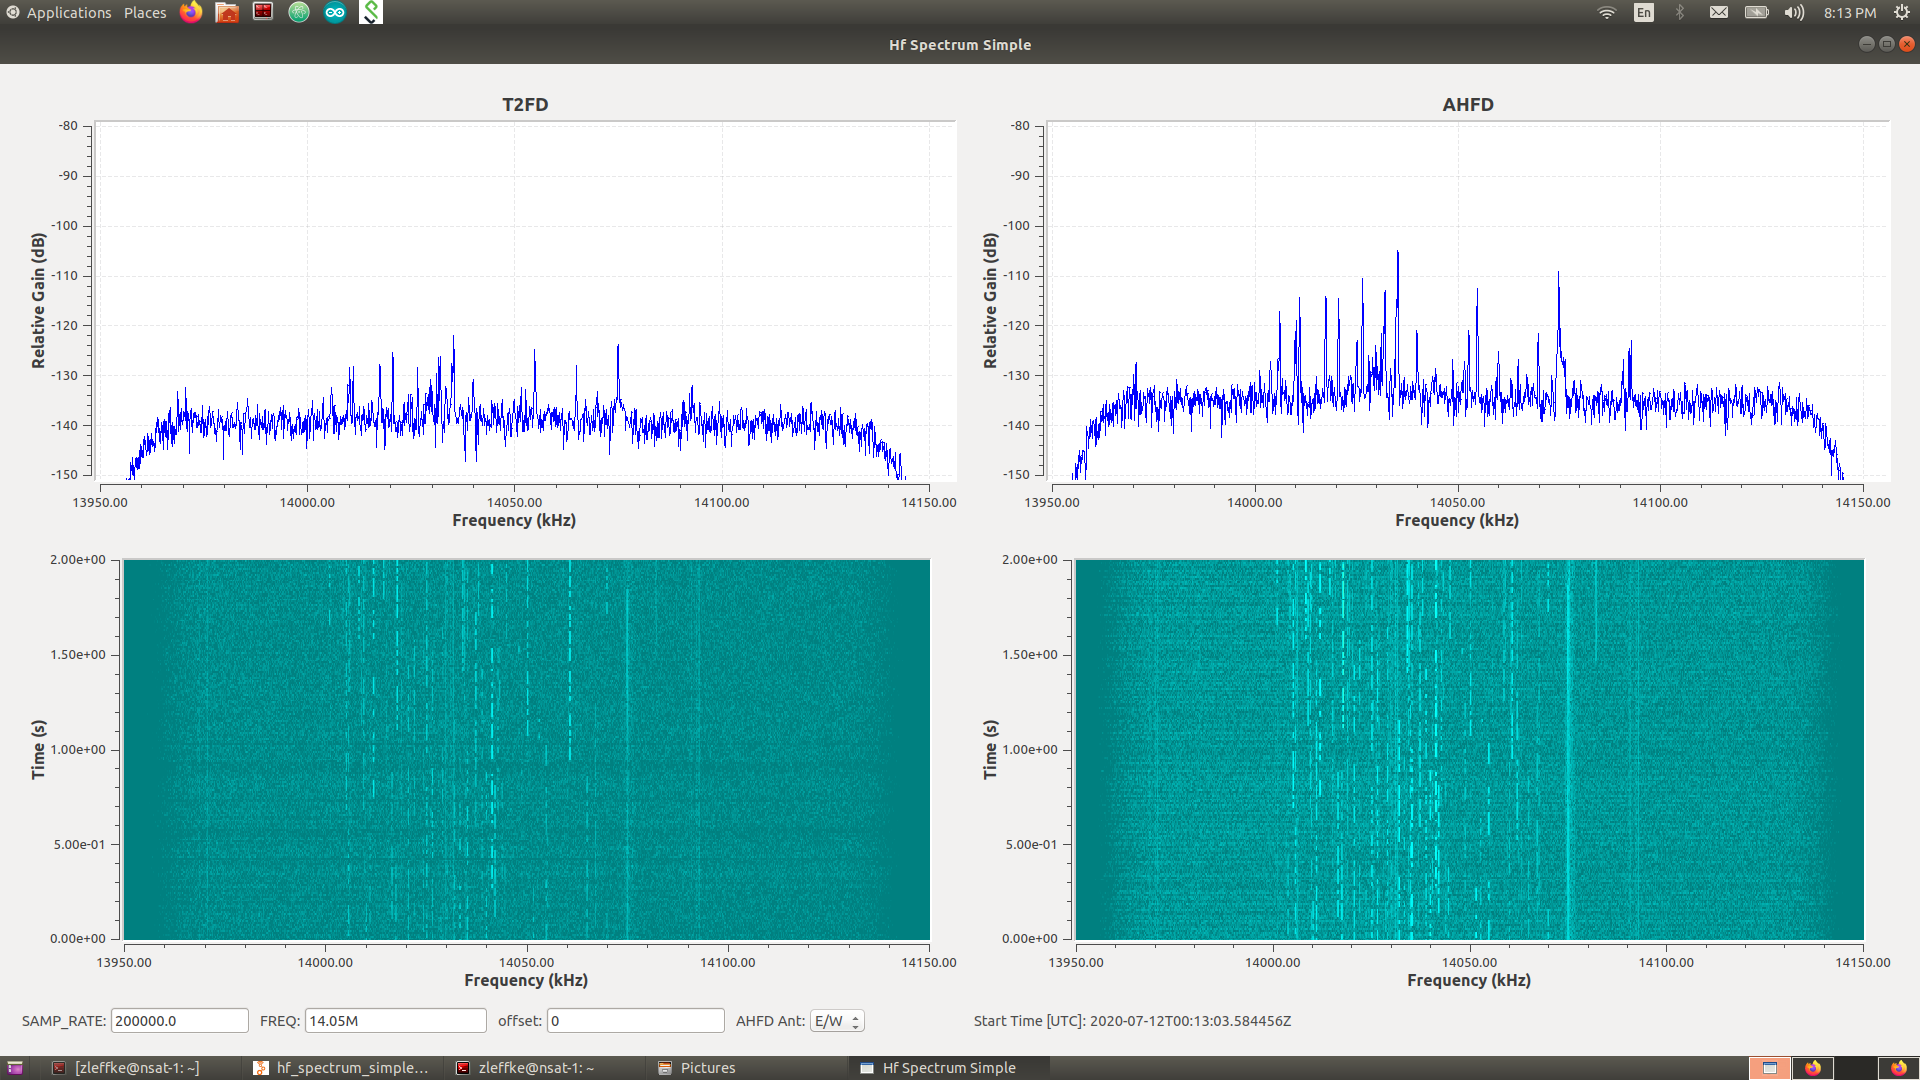 Applications Places En 8:13 PM
Hf Spectrum Simple
T2FD
-80
-90
-100
-110
-120
-130
-140
-150
Relative Gain (dB)
13950.00 14000.00 14050.00 14100.00 14150.00
Frequency (kHz)
AHFD
-80
-90
-100
-110
-120
-130
-140
-150
Relative Gain (dB)
13950.00 14000.00 14050.00 14100.00 14150.00
Frequency (kHz)
2.00e+00
1.50e+00
1.00e+00
5.00e-01
0.00e+00
Time (s)
13950.00 14000.00 14050.00 14100.00 14150.00
Frequency (kHz)
2.00e+00
1.50e+00
1.00e+00
5.00e-01
0.00e+00
Time (s)
13950.00 14000.00 14050.00 14100.00 14150.00
Frequency (kHz)
SAMP_RATE: 200000.0 FREQ: 14.05M offset: 0 AHFD Ant: E/W Start Time [UTC]: 2020-07-12T00:13:03.584456Z
[zleffke@nsat-1: ~] hf_spectrum_simple... zleffke@nsat-1: ~ Pictures Hf Spectrum Simple